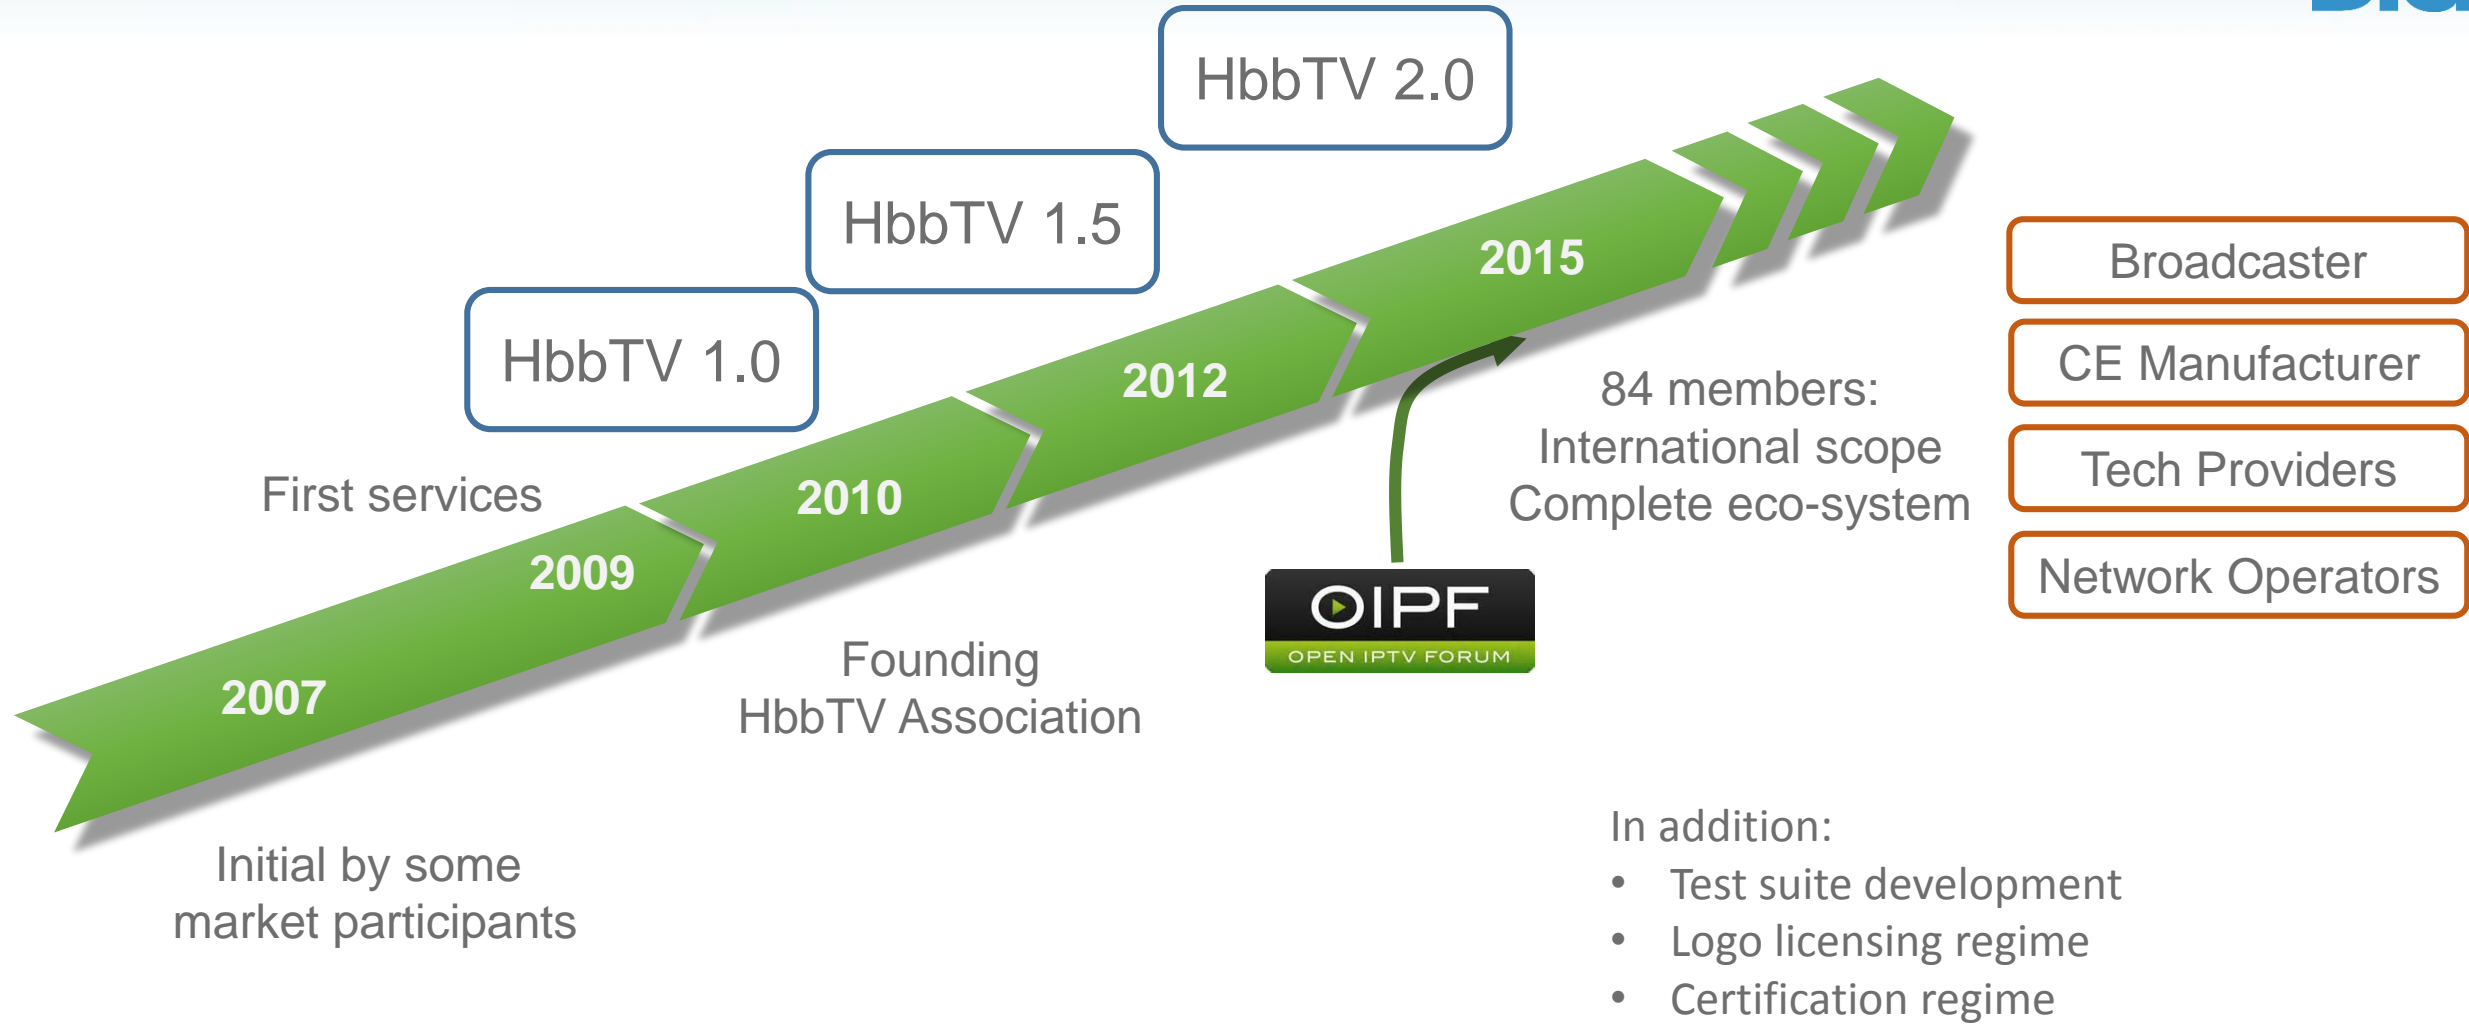 HbbTV 2.0
HbbTV 1.5
HbbTV 1.0
First services
2007
2009
2010
2012
2015
Initial by some
market participants
Founding
HbbTV Association
OIPF
OPEN IPTV FORUM
84 members:
International scope
Complete eco-system
Broadcaster
CE Manufacturer
Tech Providers
Network Operators
In addition:
• Test suite development
• Logo licensing regime
• Certification regime